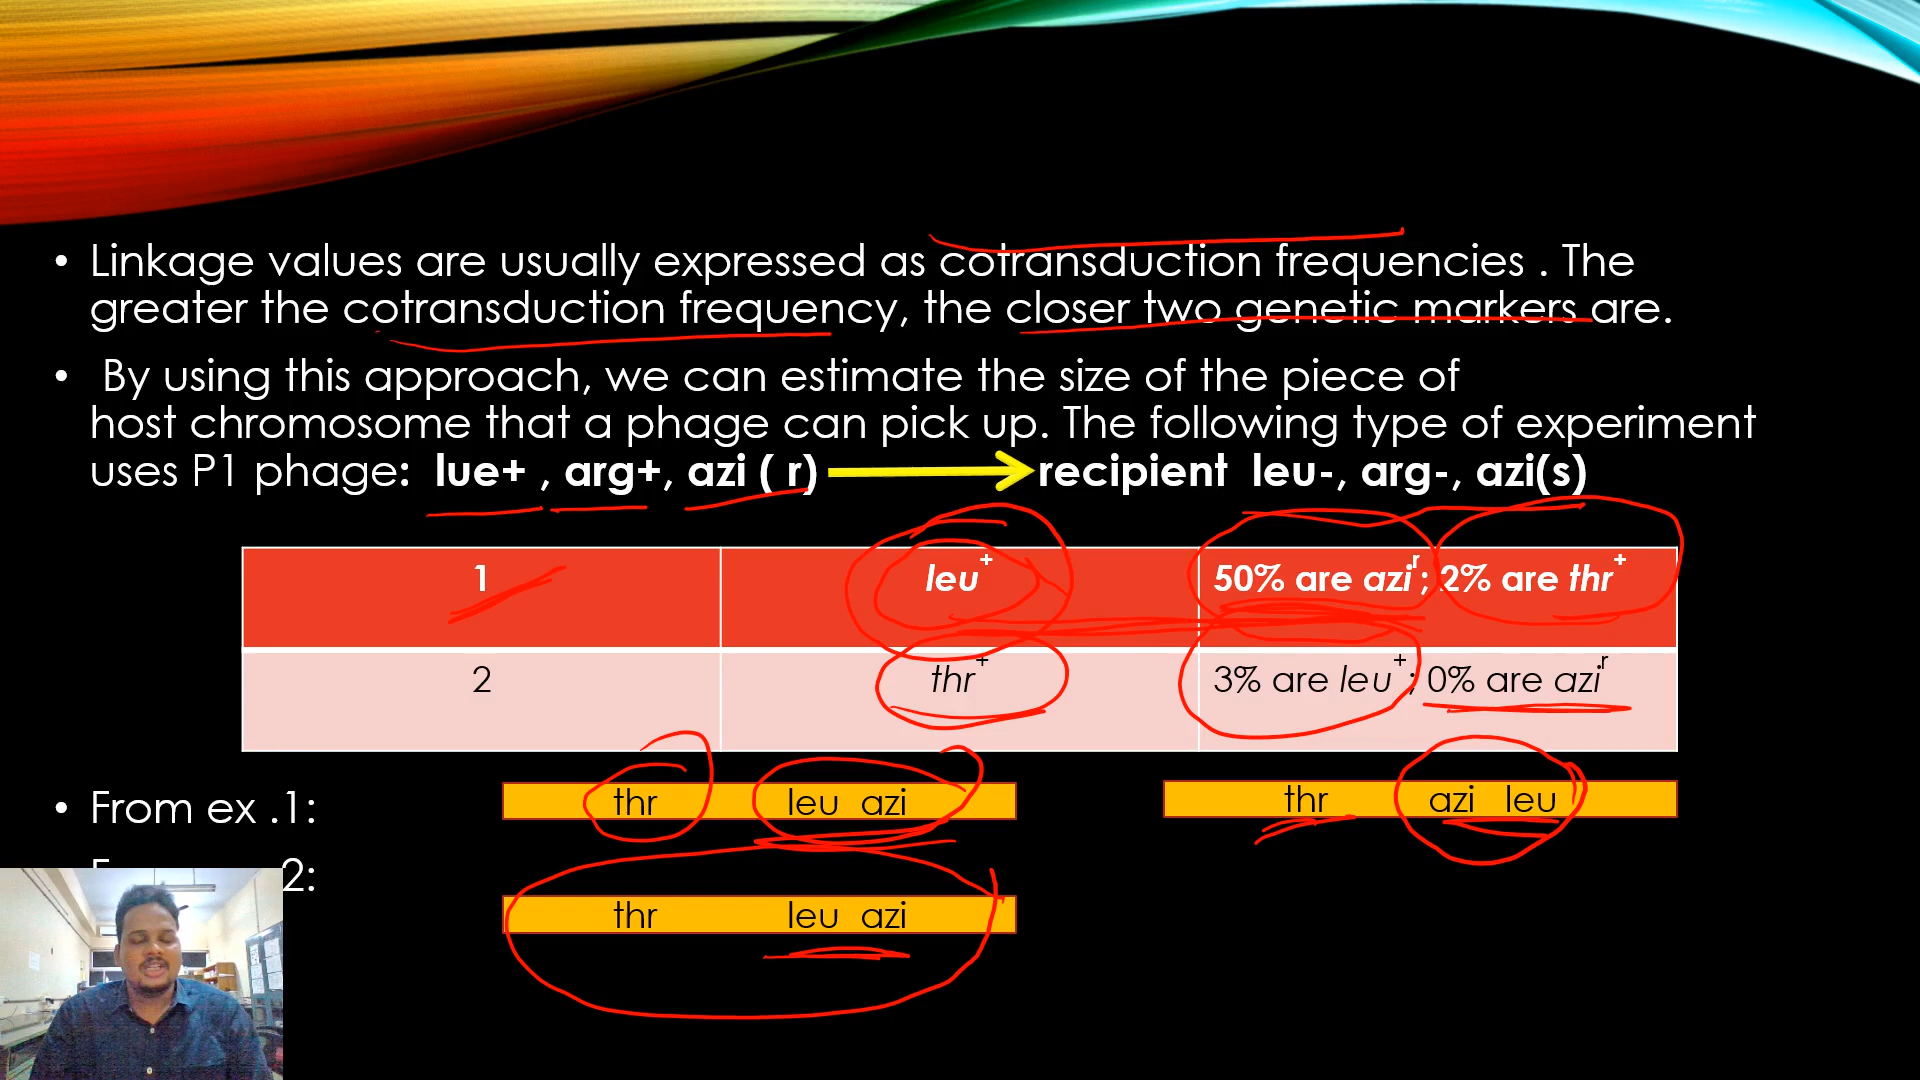 • Linkage values are usually expressed as cotransduction frequencies . The
greater the cotransduction frequency, the closer two genetic markers are.
• By using this approach, we can estimate the size of the piece of
host chromosome that a phage can pick up. The following type of experiment
uses P1 phage: lue+ , arg+, azi ( r) recipient leu-, arg-, azi(s)
1 leu+ 50% are azir; 2% are thr+
2 thr+ 3% are leu+; 0% are azir
• From ex .1: thr leu azi thr azi leu
2:
thr leu azi